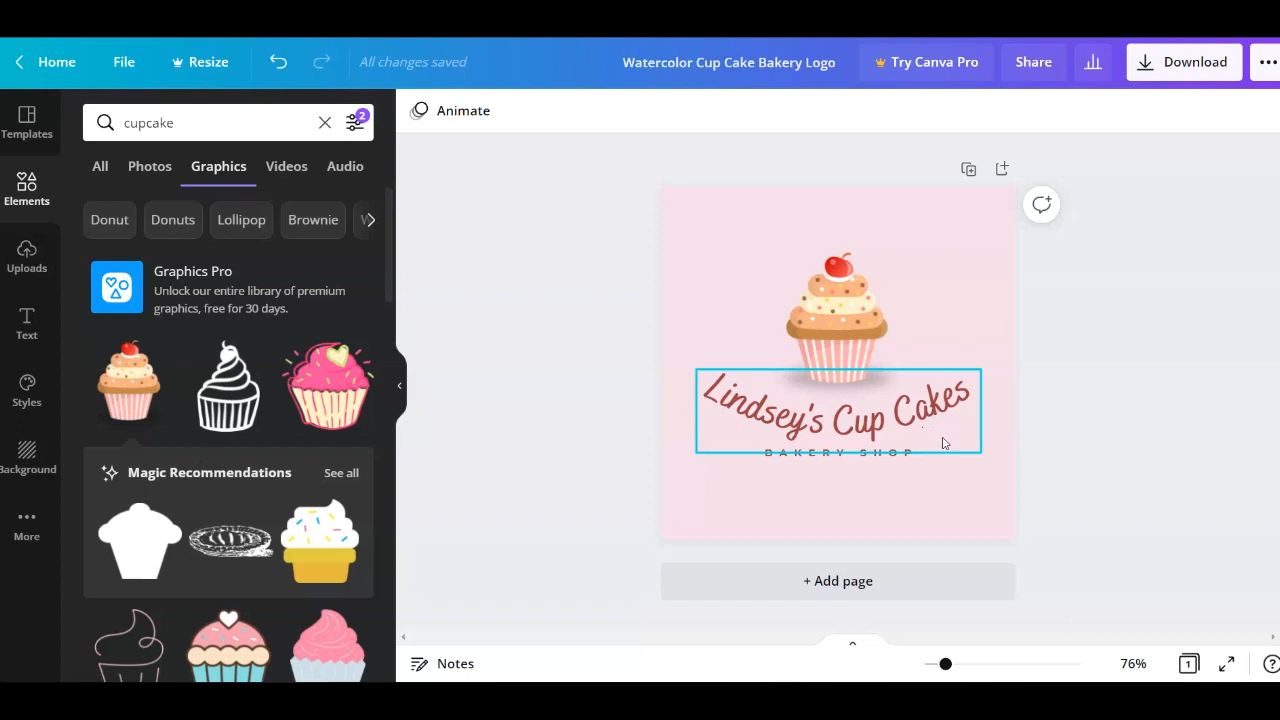 Home File Resize All changes saved Watercolor Cup Cake Bakery Logo Try Canva Pro Share Download
Templates
Elements
Uploads
Text
Styles
Background
More
cupcake
2
All Photos Graphics Videos Audio
Donut Donuts Lollipop Brownie
Graphics Pro
Unlock our entire library of premium
graphics, free for 30 days.
Magic Recommendations See all
Animate
Lindsey's Cup Cakes
BAKERY SHOP
+ Add page
Notes 76% 1 ?